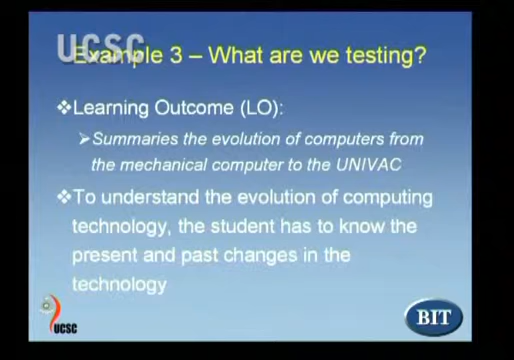 UCSC
Example 3 – What are we testing?
Learning Outcome (LO):
Summaries the evolution of computers from
the mechanical computer to the UNIVAC
To understand the evolution of computing
technology, the student has to know the
present and past changes in the
technology
UCSC
BIT